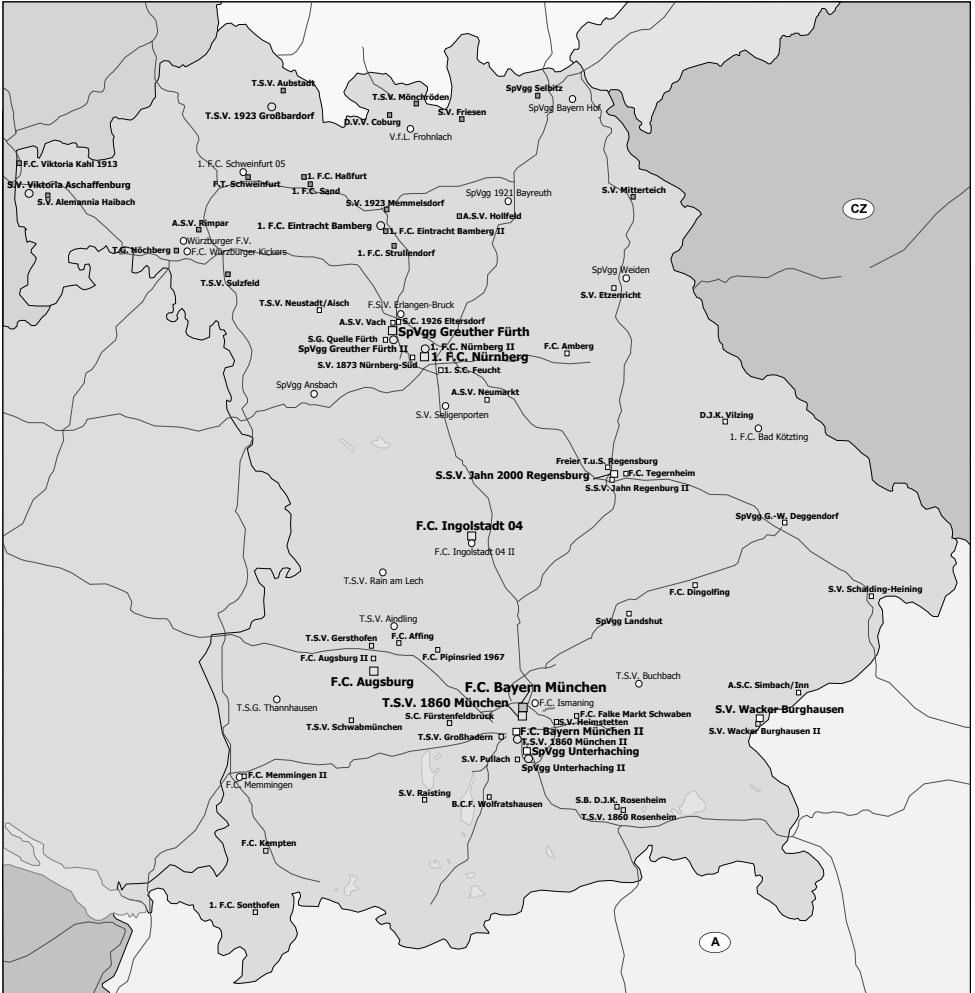 T.S.V. Aubstadt
SpVgg Selbitz
T.S.V. Mönchröden
SpVgg Bayern Hof
T.S.V. 1923 Großbardorf
D.V.V. Coburg
S.V. Friesen
V.f.L. Frohnlach
F.C. Viktoria Kahl 1913
1. F.C. Schweinfurt 05
F.T. Schweinfurt
1. F.C. Haßfurt
S.V. Viktoria Aschaffenburg
1. F.C. Sand
S.V. Mitterteich
SpVgg 1921 Bayreuth
S.V. Alemannia Haibach
S.V. 1923 Memmelsdorf
CZ
A.S.V. Hollfeld
A.S.V. Rimpar
1. F.C. Eintracht Bamberg
1. F.C. Eintracht Bamberg II
Würzburger F.V.
T.G. Höchberg
F.C. Würzburger Kickers
1. F.C. Strullendorf
SpVgg Weiden
T.S.V. Sulzfeld
S.V. Etzenricht
T.S.V. Neustadt/Aisch
F.S.V. Erlangen-Bruck
A.S.V. Vach
S.C. 1926 Eltersdorf
SpVgg Greuther Fürth
S.G. Quelle Fürth
1. F.C. Nürnberg II
F.C. Amberg
SpVgg Greuther Fürth II
1. F.C. Nürnberg
S.V. 1873 Nürnberg-Süd
1. S.C. Feucht
SpVgg Ansbach
A.S.V. Neumarkt
S.V. Seligenporten
D.J.K. Vilzing
1. F.C. Bad Kötzting
Freier T.u.S. Regensburg
S.S.V. Jahn 2000 Regensburg
F.C. Tegernheim
S.S.V. Jahn Regenburg II
SpVgg G.-W. Deggendorf
F.C. Ingolstadt 04
F.C. Ingolstadt 04 II
T.S.V. Rain am Lech
F.C. Dingolfing
S.V. Schalding-Heining
T.S.V. Aindling
SpVgg Landshut
T.S.V. Gersthofen
F.C. Affing
F.C. Augsburg II
F.C. Pipinsried 1967
F.C. Augsburg
T.S.V. Buchbach
F.C. Bayern München
A.S.C. Simbach/Inn
T.S.G. Thannhausen
T.S.V. 1860 München
F.C. Ismaning
S.V. Wacker Burghausen
S.C. Fürstenfeldbruck
F.C. Falke Markt Schwaben
T.S.V. Schwabmünchen
S.V. Heimstetten
S.V. Wacker Burghausen II
T.S.V. Großhadern
F.C. Bayern München II
T.S.V. 1860 München II
SpVgg Unterhaching
S.V. Pullach
SpVgg Unterhaching II
F.C. Memmingen II
F.C. Memmingen
S.V. Raisting
B.C.F. Wolfratshausen
S.B. D.J.K. Rosenheim
T.S.V. 1860 Rosenheim
F.C. Kempten
1. F.C. Sonthofen
A